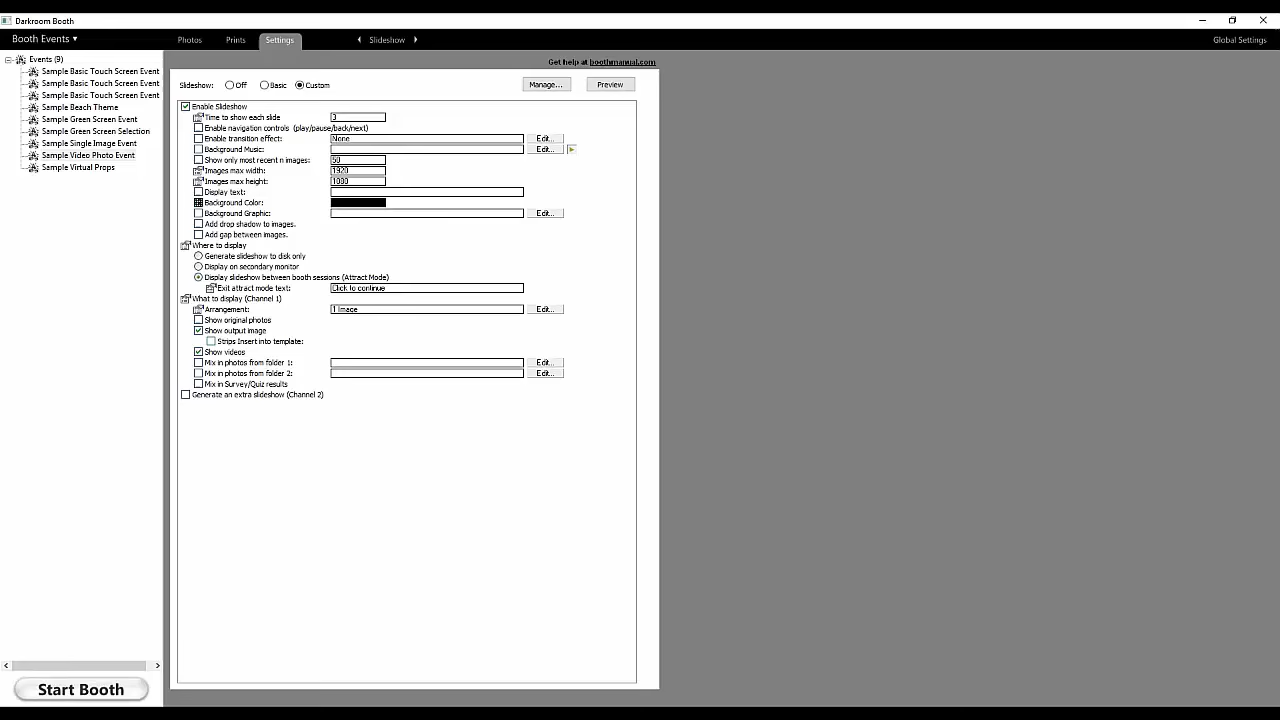 Darkroom Booth
Booth Events ▾ Photos Prints Settings Slideshow Global Settings
Events (9)
Sample Basic Touch Screen Event
Sample Basic Touch Screen Event
Sample Basic Touch Screen Event
Sample Beach Theme
Sample Green Screen Event
Sample Green Screen Selection
Sample Single Image Event
Sample Video Photo Event
Sample Virtual Props
Start Booth
Get help at boothmanual.com
Slideshow: Off Basic Custom Manage... Preview
Enable Slideshow
Time to show each slide 3
Enable navigation controls (play/pause/back/next)
Enable transition effect: None Edit...
Background Music: Edit...
Show only most recent n images: 50
Images max width: 1920
Images max height: 1080
Display text:
Background Color:
Background Graphic: Edit...
Add drop shadow to images.
Add gap between images.
Where to display
Generate slideshow to disk only
Display on secondary monitor
Display slideshow between booth sessions (Attract Mode)
Exit attract mode text: Click to continue
What to display (Channel 1)
Arrangement: 1 Image Edit...
Show original photos
Show output image
Strips Insert into template:
Show videos
Mix in photos from folder 1: Edit...
Mix in photos from folder 2: Edit...
Mix in Survey/Quiz results
Generate an extra slideshow (Channel 2)